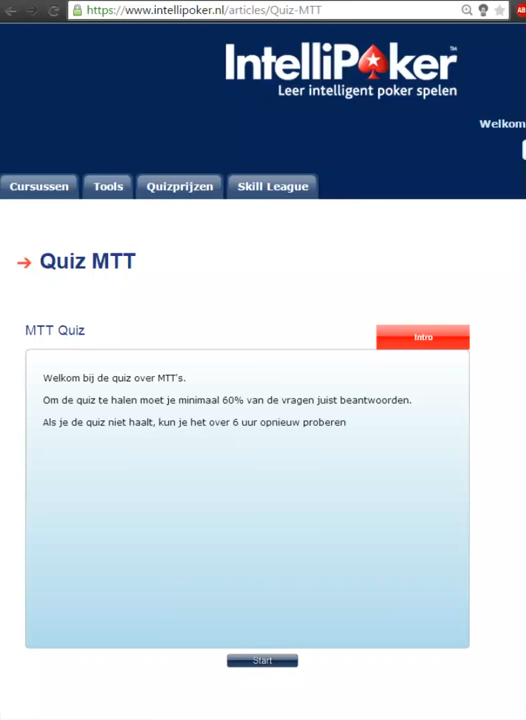 https://www.intellipoker.nl/articles/Quiz-MTT
IntelliPoker™
Leer intelligent poker spelen
Welkom
Cursussen Tools Quizprijzen Skill League
Quiz MTT
MTT Quiz
Intro
Welkom bij de quiz over MTT's.
Om de quiz te halen moet je minimaal 60% van de vragen juist beantwoorden.
Als je de quiz niet haalt, kun je het over 6 uur opnieuw proberen
Start